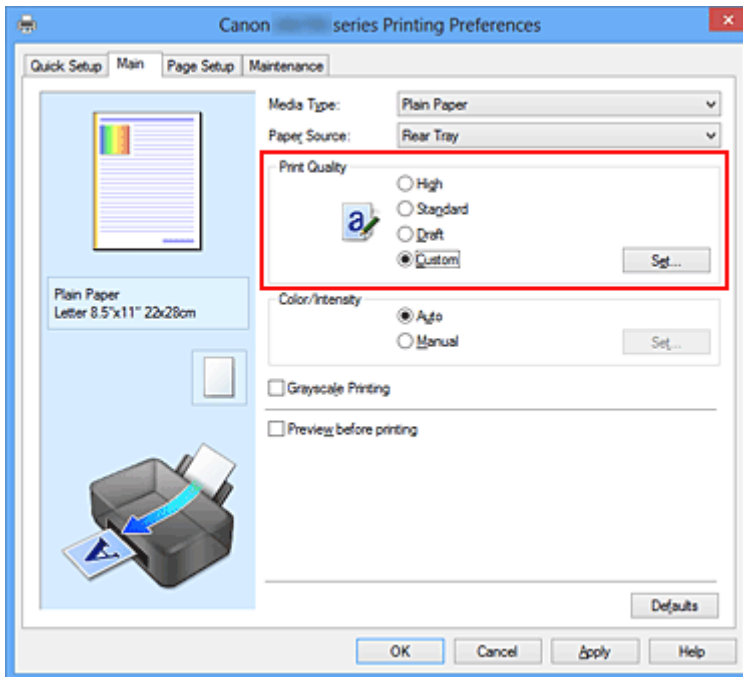 Canon series Printing Preferences
Quick Setup Main Page Setup Maintenance
Media Type: Plain Paper
Paper Source: Rear Tray
Print Quality
High
Standard
Draft
Custom
Set...
Plain Paper
Letter 8.5"x11" 22x28cm
Color/Intensity
Auto
Manual
Set...
Grayscale Printing
Preview before printing
Defaults
OK Cancel Apply Help